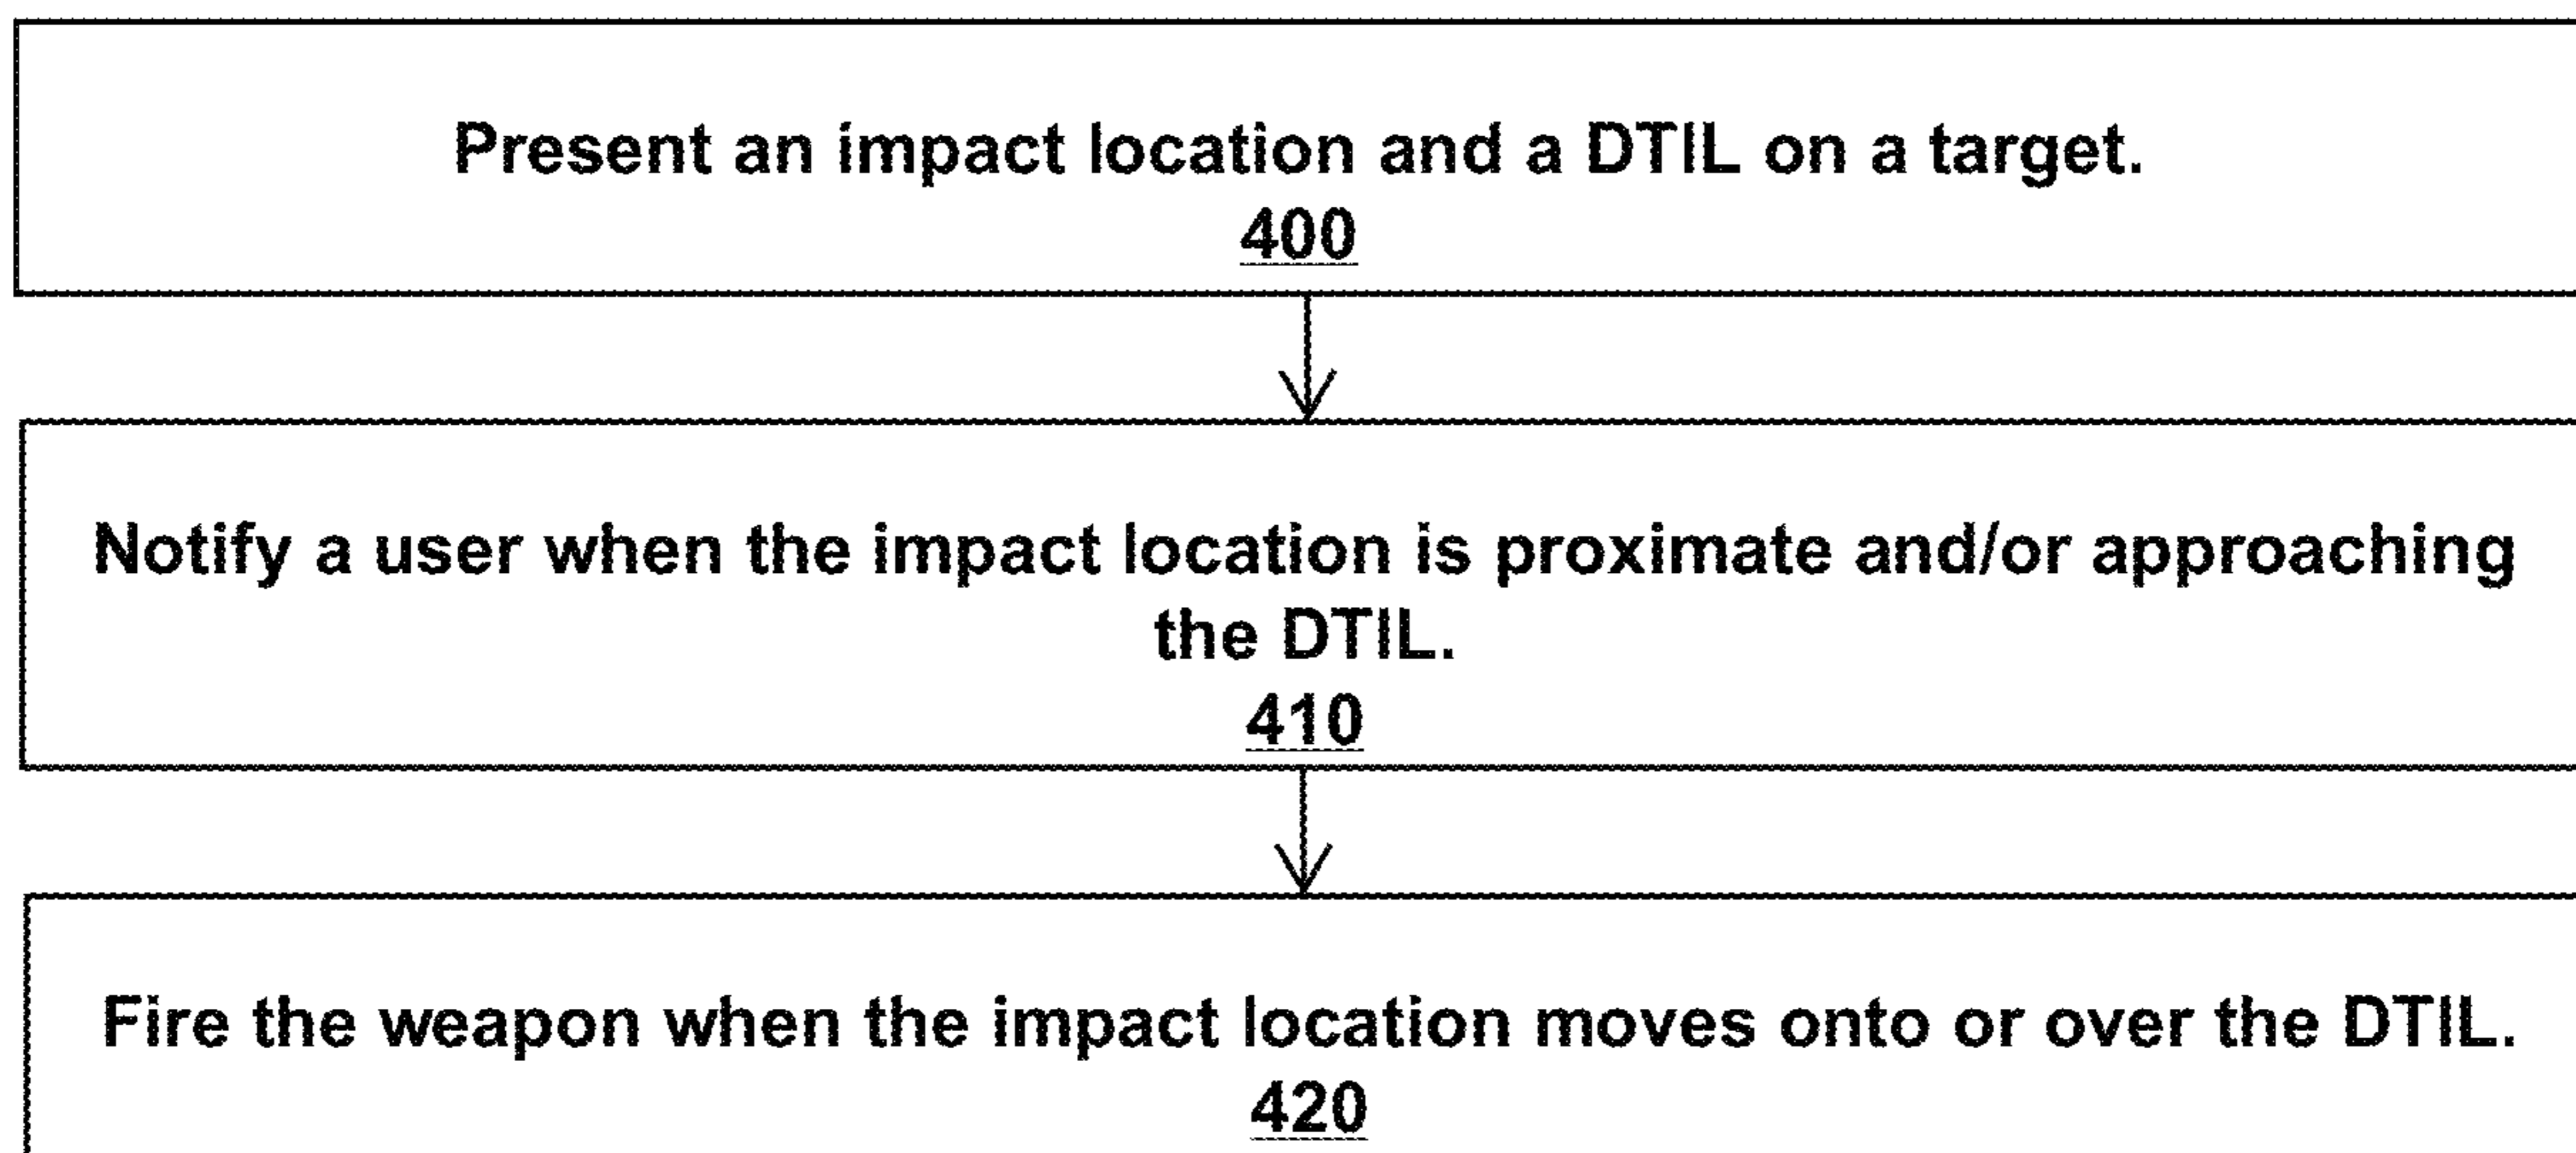 Present an impact location and a DTIL on a target.
400
Notify a user when the impact location is proximate and/or approaching
the DTIL.
410
Fire the weapon when the impact location moves onto or over the DTIL.
420